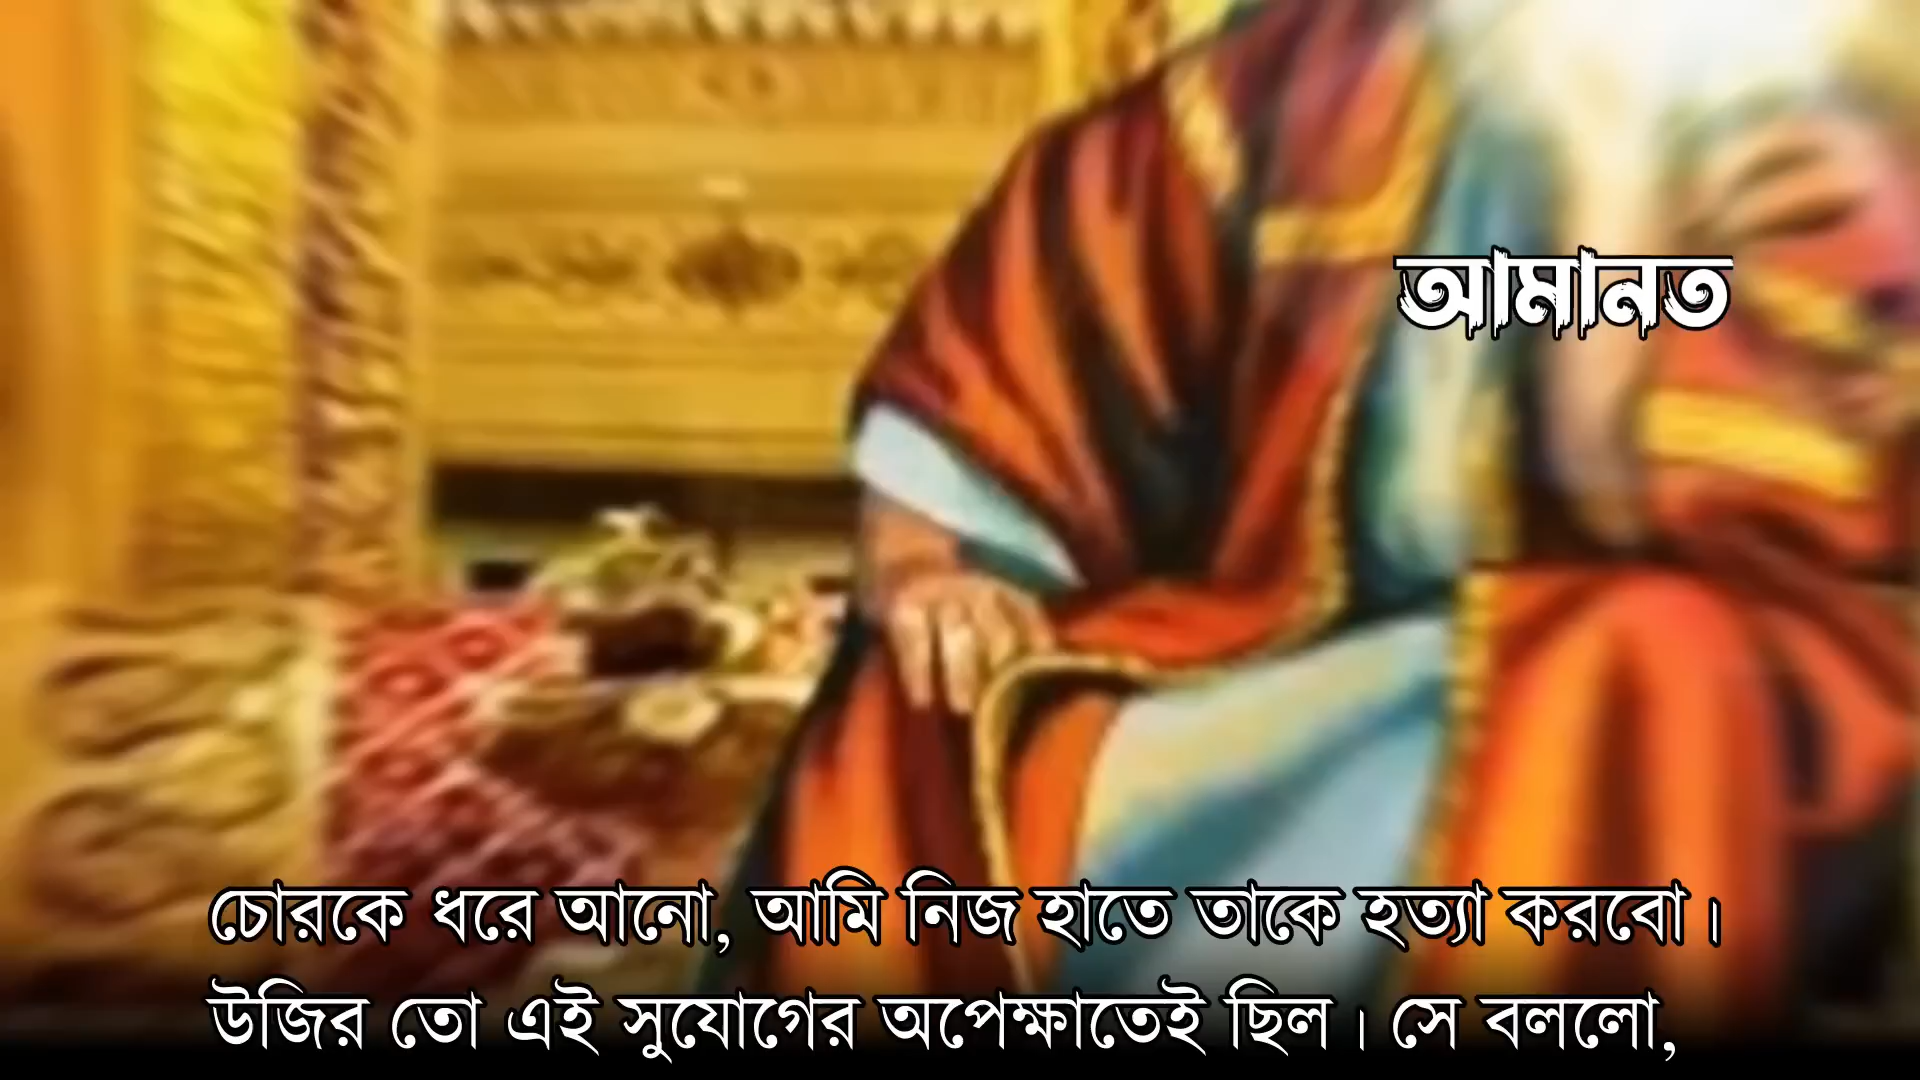 আমানত
চোরকে ধরে আনো, আমি নিজ হাতে তাকে হত্যা করবো।
উজির তো এই সুযোগের অপেক্ষাতেই ছিল। সে বললো,